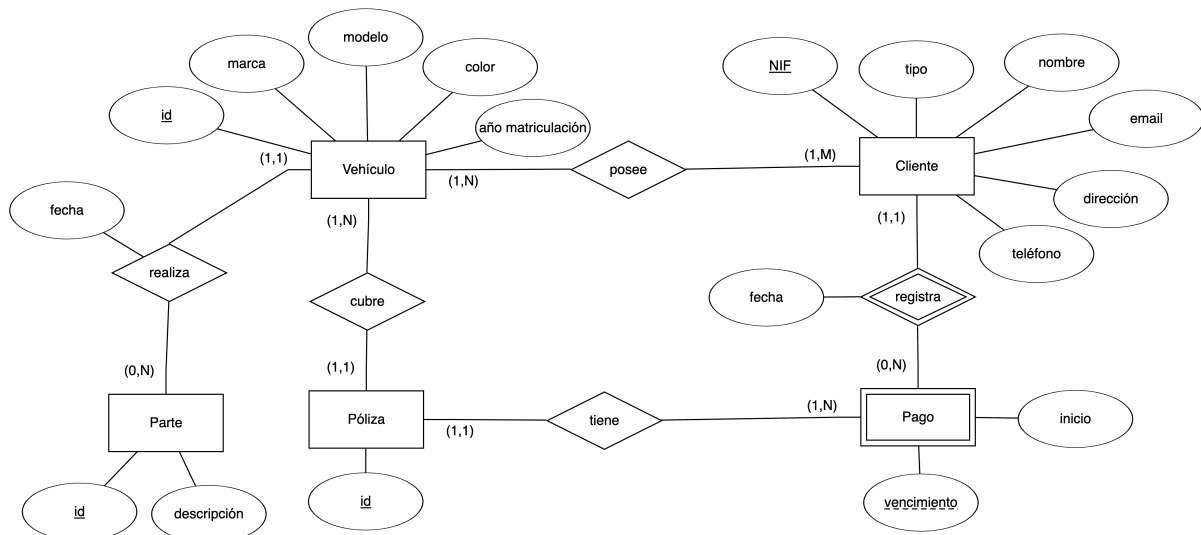 modelo
marca
color
NIF
tipo
nombre
id
año matriculación
email
(1,1)
Vehículo
(1,N)
posee
(1,M)
Cliente
fecha
(1,N)
(1,1)
dirección
teléfono
realiza
cubre
fecha
registra
(0,N)
(1,1)
(0,N)
Parte
Póliza
(1,1)
tiene
(1,N)
Pago
inicio
id
descripción
id
vencimiento